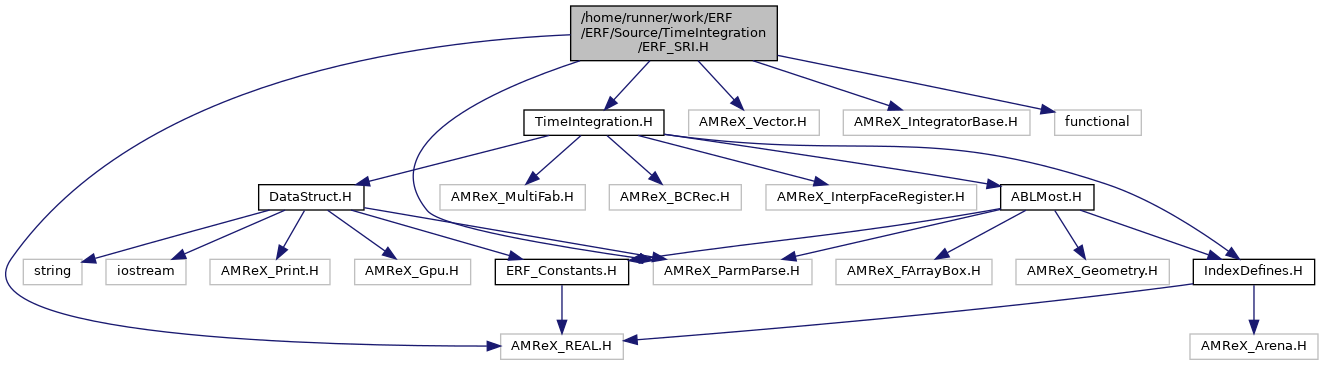 /home/runner/work/ERF
/ERF/Source/TimeIntegration
/ERF_SRI.H
TimeIntegration.H
AMReX_Vector.H
AMReX_IntegratorBase.H
functional
DataStruct.H
AMReX_MultiFab.H
AMReX_BCRec.H
AMReX_InterpFaceRegister.H
ABLMost.H
string
iostream
AMReX_Print.H
AMReX_Gpu.H
ERF_Constants.H
AMReX_ParmParse.H
AMReX_FArrayBox.H
AMReX_Geometry.H
IndexDefines.H
AMReX_REAL.H
AMReX_Arena.H